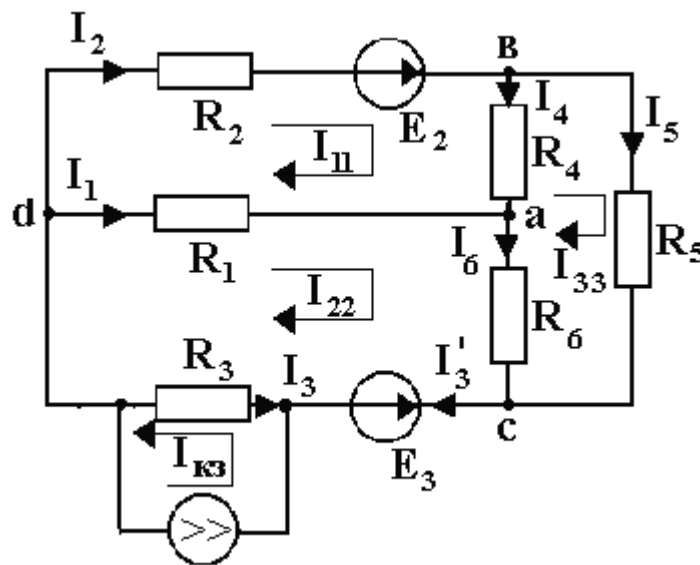 I₂ в
R₂ E₂ I₄ I₅
I₁₁ R₄
I₁
d a
R₁ I₆ R₅
I₂₂ I₃₃
R₆
R₃ I₃ I₃'
c
Iкз E₃